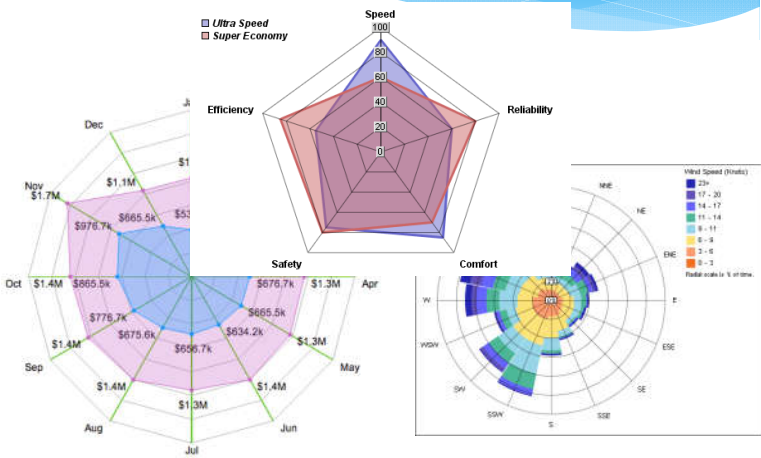 Speed
Ultra Speed
Super Economy
100
80
60
40
20
0
Efficiency
Reliability
Safety
Comfort
Dec
$1.1M
Nov
$1.7M
$976.7k
$665.5k
Oct
$1.4M
$865.5k
$676.7k
$1.3M
Apr
$776.7k
$665.5k
$675.6k
$634.2k
$656.7k
$1.4M
$1.3M
Sep
May
$1.4M
$1.4M
$1.3M
Aug
Jun
Jul
Wind Speed (Knots)
23+
17 - 20
14 - 17
11 - 14
9 - 11
6 - 9
3 - 6
0 - 3
Radial scale is % of time.
NNE
NE
ENE
W
E
WSW
ESE
SW
SE
SSW
SSE
S